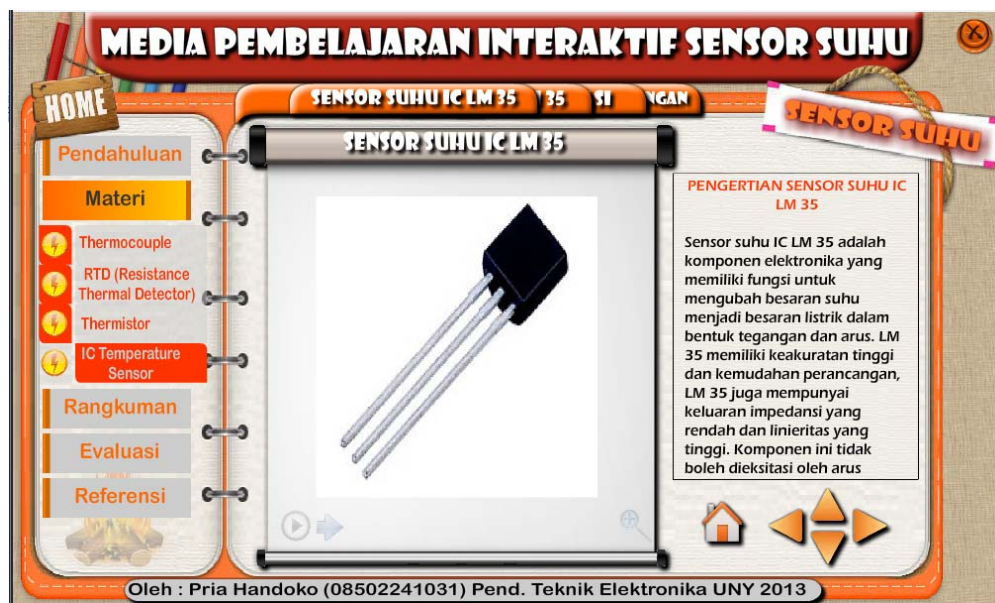 MEDIA PEMBELAJARAN INTERAKTIF SENSOR SUHU
HOME
SENSOR SUHU IC LM 35
35
SI
NGAN
SENSOR SUHU
Pendahuluan
Materi
Thermocouple
RTD (Resistance
Thermal Detector)
Thermistor
IC Temperature
Sensor
Rangkuman
Evaluasi
Referensi
SENSOR SUHU IC LM 35
PENGERTIAN SENSOR SUHU IC
LM 35
Sensor suhu IC LM 35 adalah
komponen elektronika yang
memiliki fungsi untuk
mengubah besaran suhu
menjadi besaran listrik dalam
bentuk tegangan dan arus. LM
35 memiliki keakuratan tinggi
dan kemudahan perancangan,
LM 35 juga mempunyai
keluaran impedansi yang
rendah dan linieritas yang
tinggi. Komponen ini tidak
boleh dieksitasi oleh arus
Oleh : Pria Handoko (08502241031) Pend. Teknik Elektronika UNY 2013